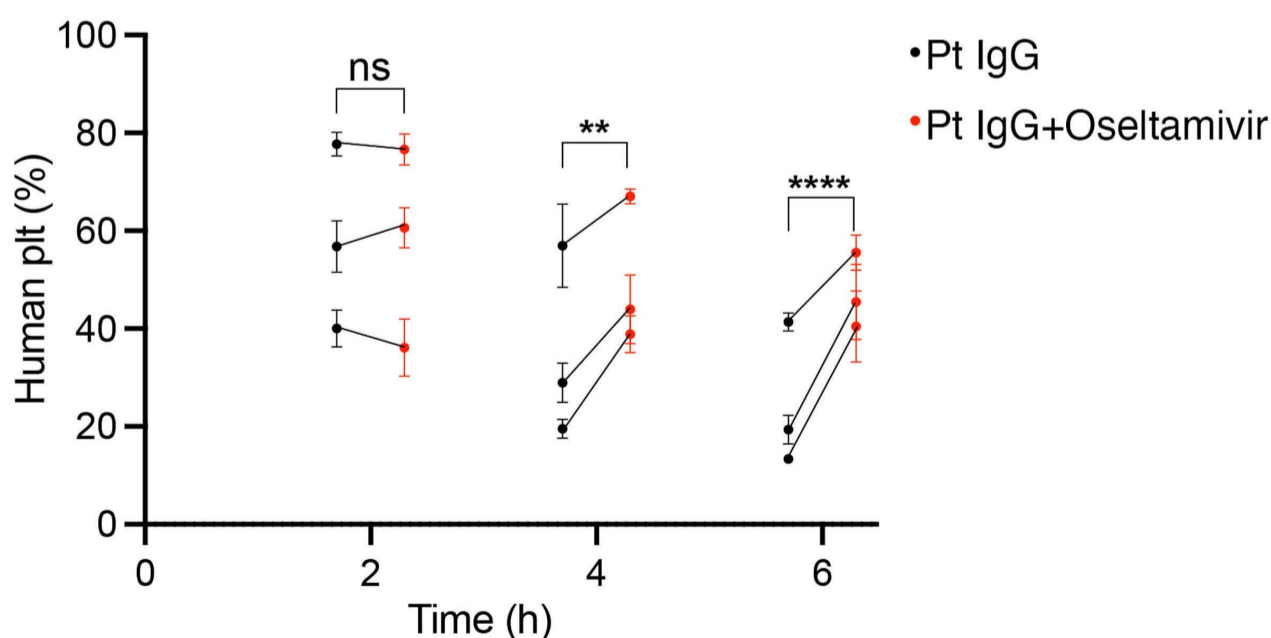 100
80
60
40
20
0
Human plt (%)
ns
**
****
Pt IgG
Pt IgG+Oseltamivir
0 2 4 6
Time (h)